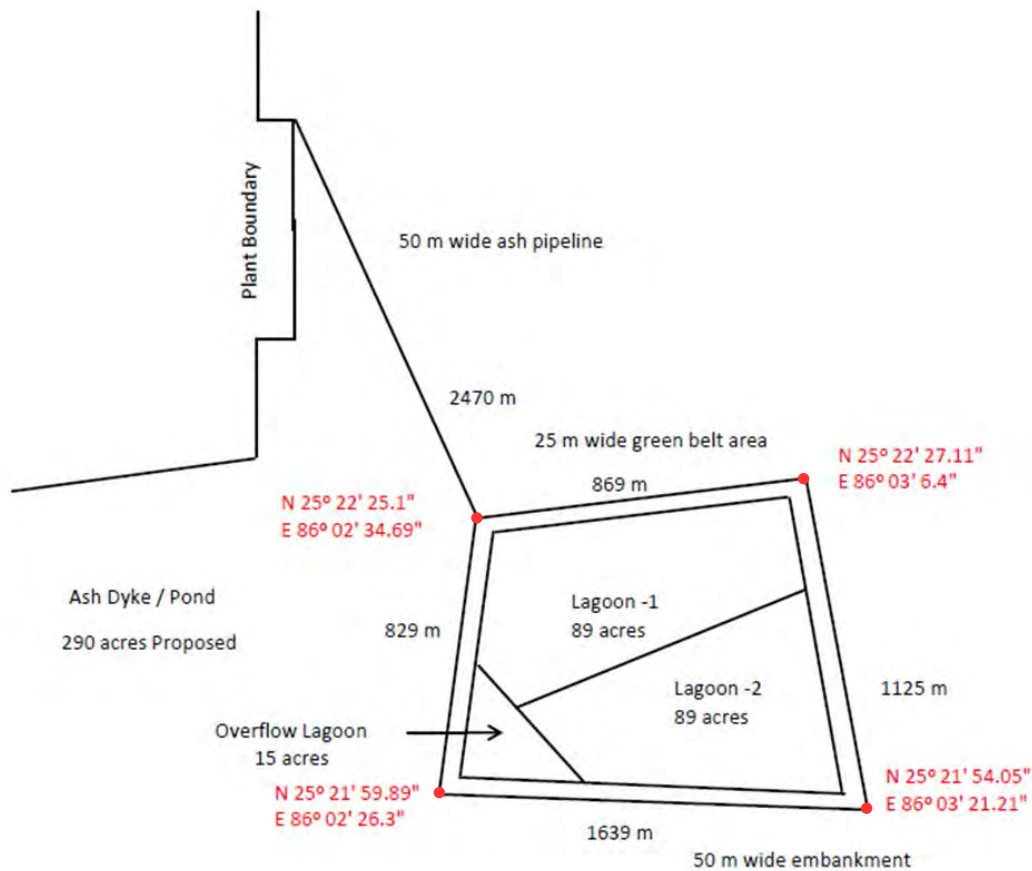 Plant Boundary
50 m wide ash pipeline
2470 m
25 m wide green belt area
869 m
N 25º 22' 27.11"
E 86º 03' 6.4"
N 25º 22' 25.1"
E 86º 02' 34.69"
Ash Dyke / Pond
290 acres Proposed
829 m
Lagoon -1
89 acres
Lagoon -2
89 acres
1125 m
Overflow Lagoon
15 acres
N 25º 21' 59.89"
E 86º 02' 26.3"
N 25º 21' 54.05"
E 86º 03' 21.21"
1639 m
50 m wide embankment